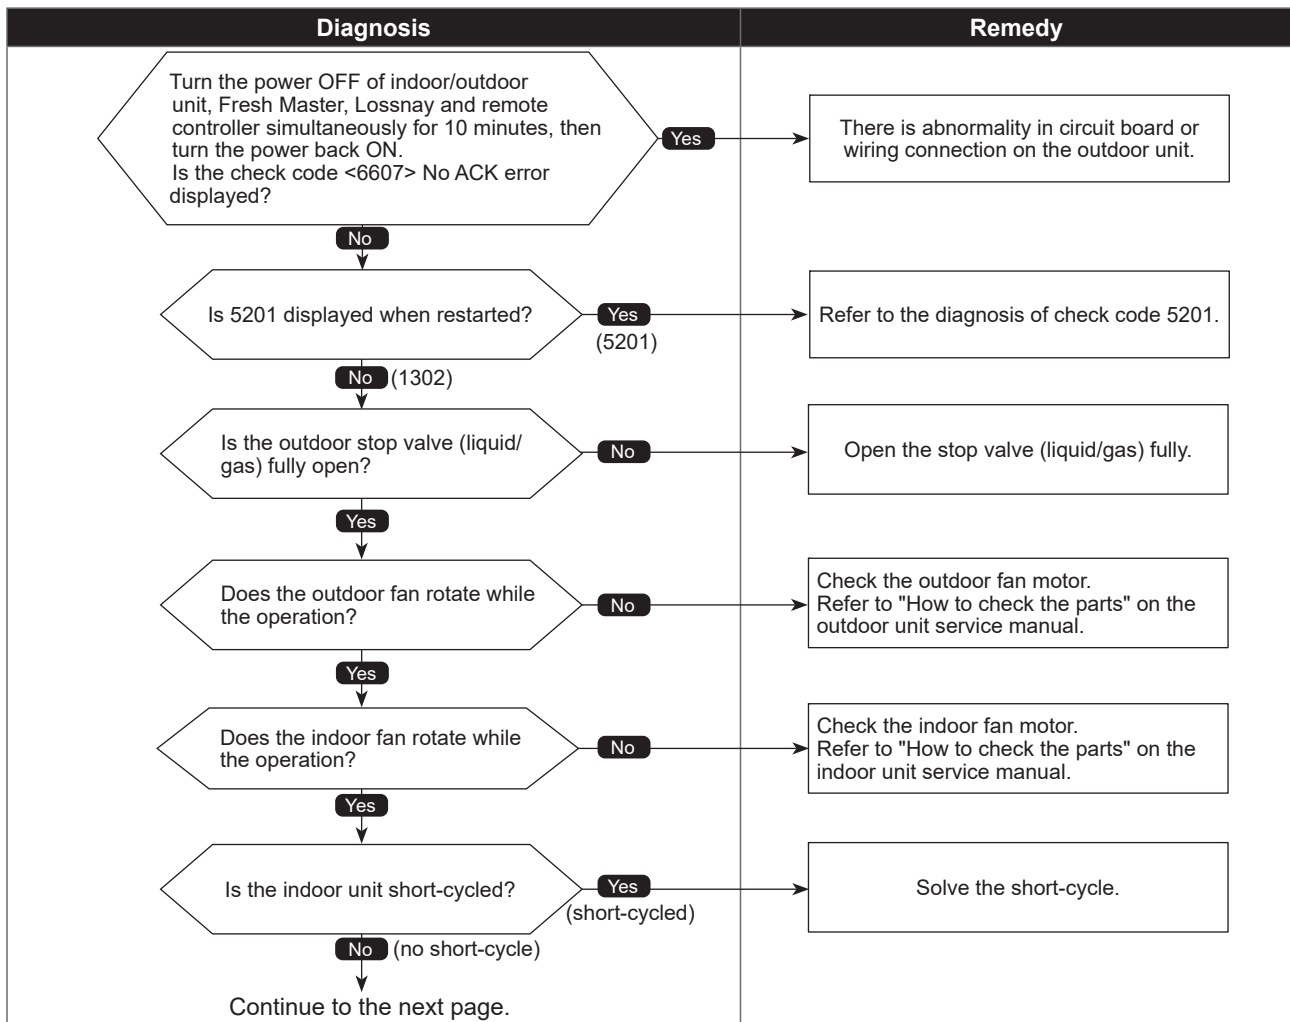 Diagnosis
Remedy
Turn the power OFF of indoor/outdoor
unit, Fresh Master, Lossnay and remote
controller simultaneously for 10 minutes, then
turn the power back ON.
Is the check code <6607> No ACK error
displayed?
Yes
There is abnormality in circuit board or
wiring connection on the outdoor unit.
No
Is 5201 displayed when restarted?
Yes
(5201)
Refer to the diagnosis of check code 5201.
No (1302)
Is the outdoor stop valve (liquid/
gas) fully open?
No
Open the stop valve (liquid/gas) fully.
Yes
Does the outdoor fan rotate while
the operation?
No
Check the outdoor fan motor.
Refer to "How to check the parts" on the
outdoor unit service manual.
Yes
Does the indoor fan rotate while
the operation?
No
Check the indoor fan motor.
Refer to "How to check the parts" on the
indoor unit service manual.
Yes
Is the indoor unit short-cycled?
Yes
(short-cycled)
Solve the short-cycle.
No (no short-cycle)
Continue to the next page.